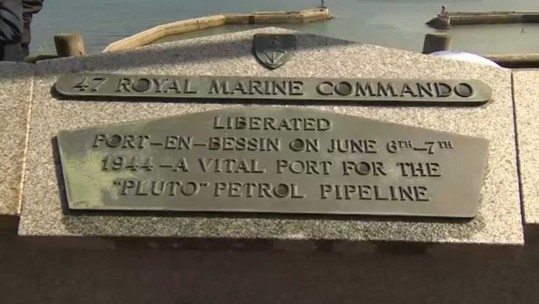 47 ROYAL MARINE COMMANDO
LIBERATED
PORT-EN-BESSIN ON JUNE 6TH-7TH
1944-A VITAL PORT FOR THE
"PLUTO" PETROL PIPELINE